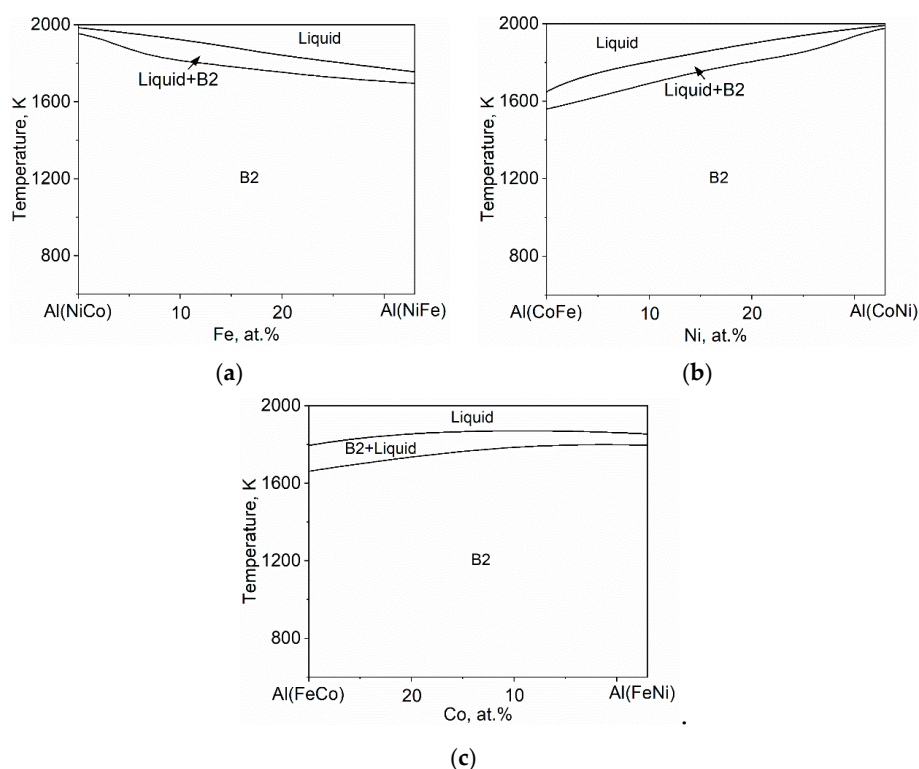 2000
Liquid
Liquid+B2
1600
Temperature, K
1200
B2
800
Al(NiCo)
10
20
Al(NiFe)
Fe, at.%
(a)
2000
Liquid
Liquid+B2
1600
Temperature, K
1200
B2
800
Al(CoFe)
10
20
Al(CoNi)
Ni, at.%
(b)
2000
Liquid
B2+Liquid
1600
Temperature, K
1200
B2
800
Al(FeCo)
20
10
Al(FeNi)
Co, at.%
.
(c)